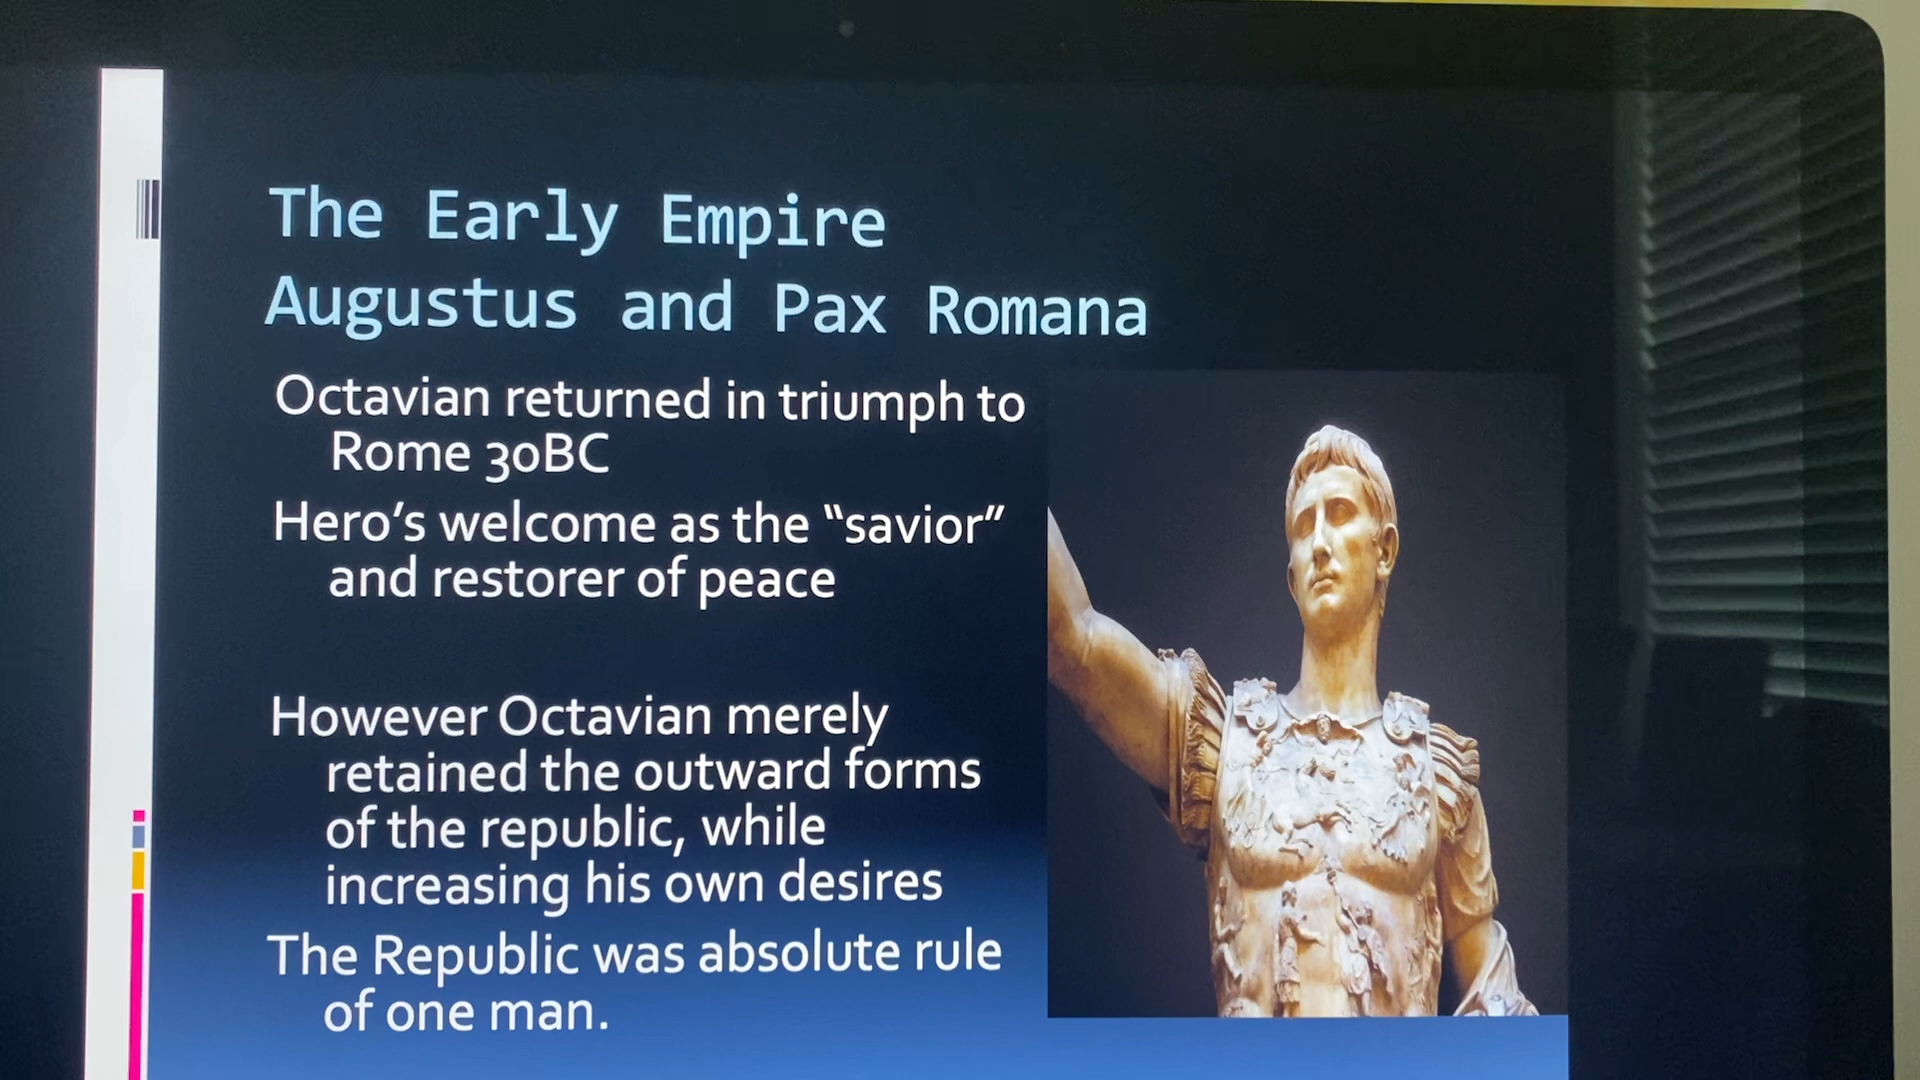 The Early Empire
Augustus and Pax Romana
Octavian returned in triumph to
Rome 30BC
Hero's welcome as the “savior”
and restorer of peace
However Octavian merely
retained the outward forms
of the republic, while
increasing his own desires
The Republic was absolute rule
of one man.